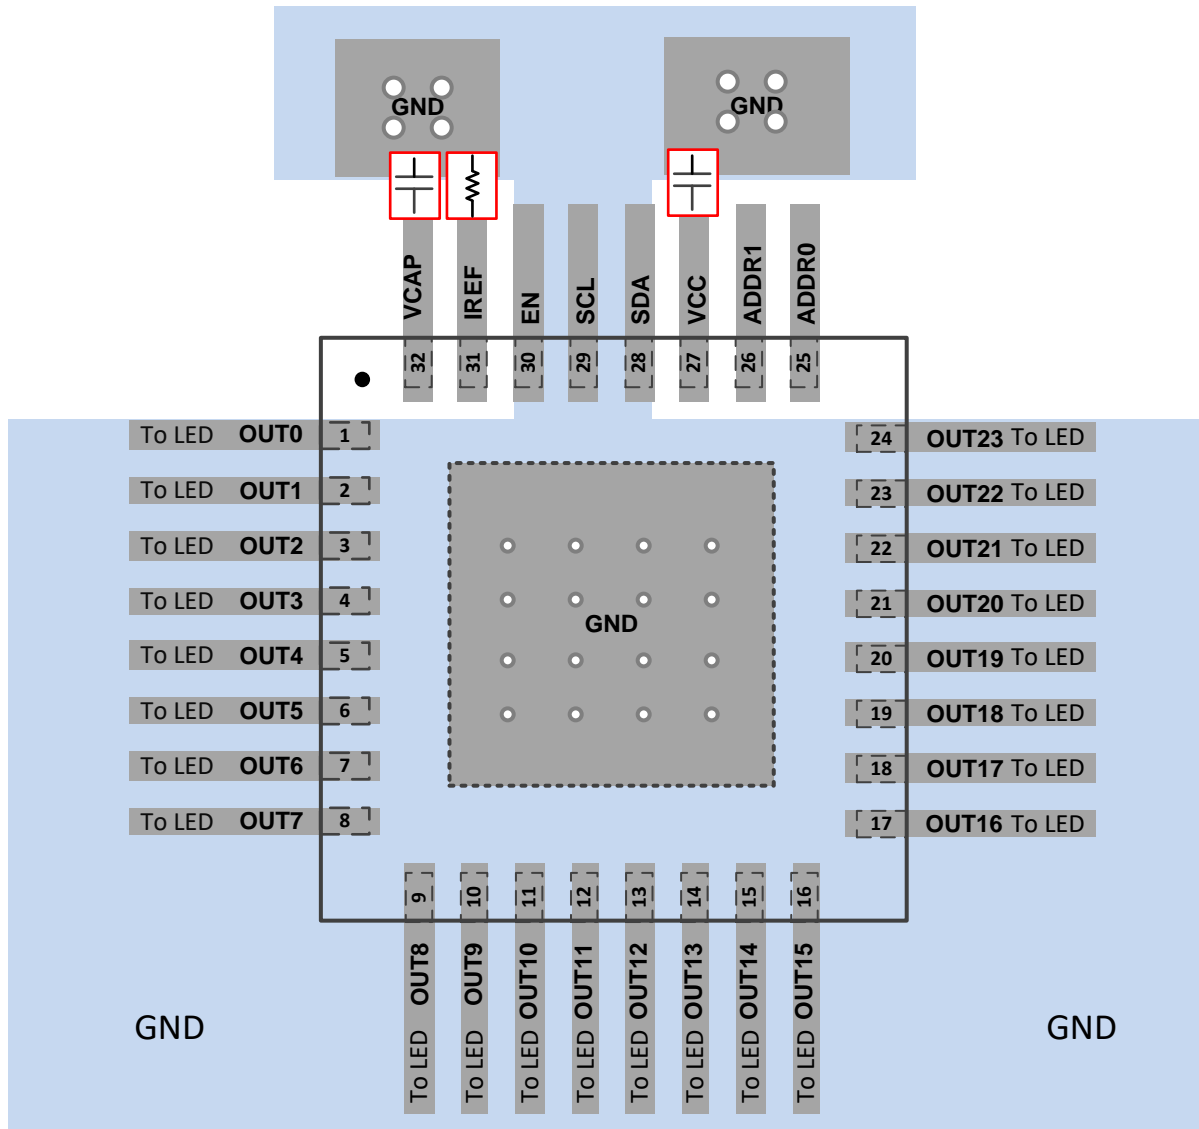 GND
GND
VCAP
IREF
EN
SCL
SDA
VCC
ADDR1
ADDR0
32
31
30
29
28
27
26
25
To LED OUT0 1
24 OUT23 To LED
To LED OUT1 2
23 OUT22 To LED
To LED OUT2 3
22 OUT21 To LED
To LED OUT3 4
21 OUT20 To LED
GND
To LED OUT4 5
20 OUT19 To LED
To LED OUT5 6
19 OUT18 To LED
To LED OUT6 7
18 OUT17 To LED
To LED OUT7 8
17 OUT16 To LED
9
10
11
12
13
14
15
16
To LED OUT8
To LED OUT9
To LED OUT10
To LED OUT11
To LED OUT12
To LED OUT13
To LED OUT14
To LED OUT15
GND
GND